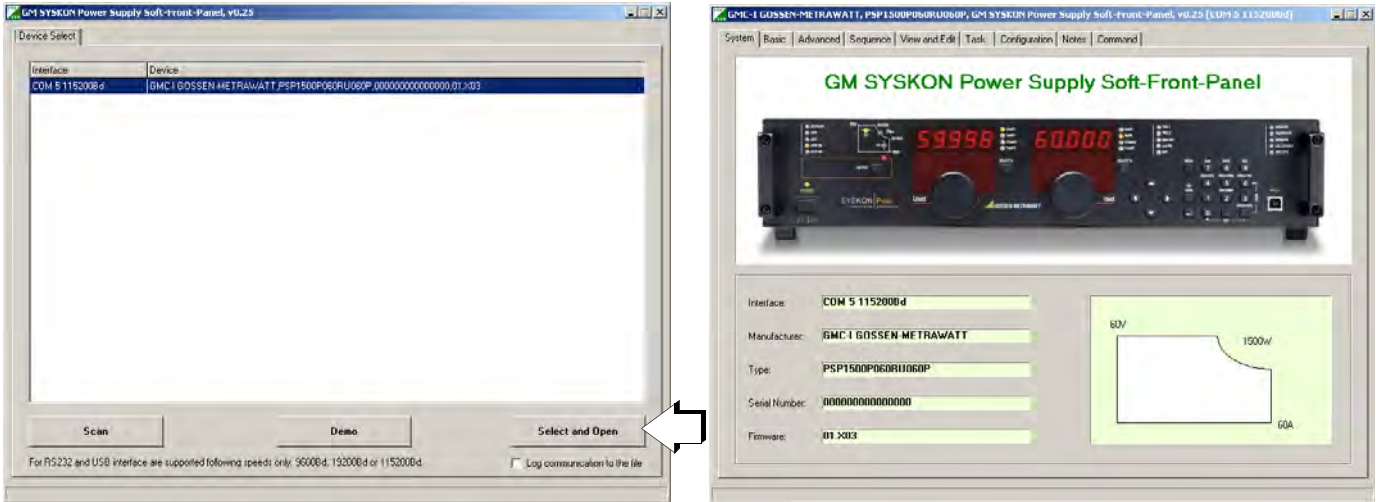 GM SYSKON Power Supply Soft-Front-Panel, v0.25
Device Select
Interface Device
COM 5 115200Bd GMC-I GOSSEN-METRAWATT,PSP1500P060RU060P,000000000000000,01.X03
Scan Demo Select and Open
For RS232 and USB interface are supported following speeds only: 9600Bd, 19200Bd or 115200Bd. Log communication to the file
GMC-I GOSSEN-METRAWATT, PSP1500P060RU060P, GM SYSKON Power Supply Soft-Front-Panel, v0.25 [COM 5 115200Bd]
System Basic Advanced Sequence View and Edit Task Configuration Notes Command
GM SYSKON Power Supply Soft-Front-Panel
59.998 60.000
SYSKON
GOSSEN METRAWATT
Interface: COM 5 115200Bd
Manufacturer: GMC-I GOSSEN-METRAWATT
Type: PSP1500P060RU060P
Serial Number: 000000000000000
Firmware: 01.X03
60V
1500W
60A